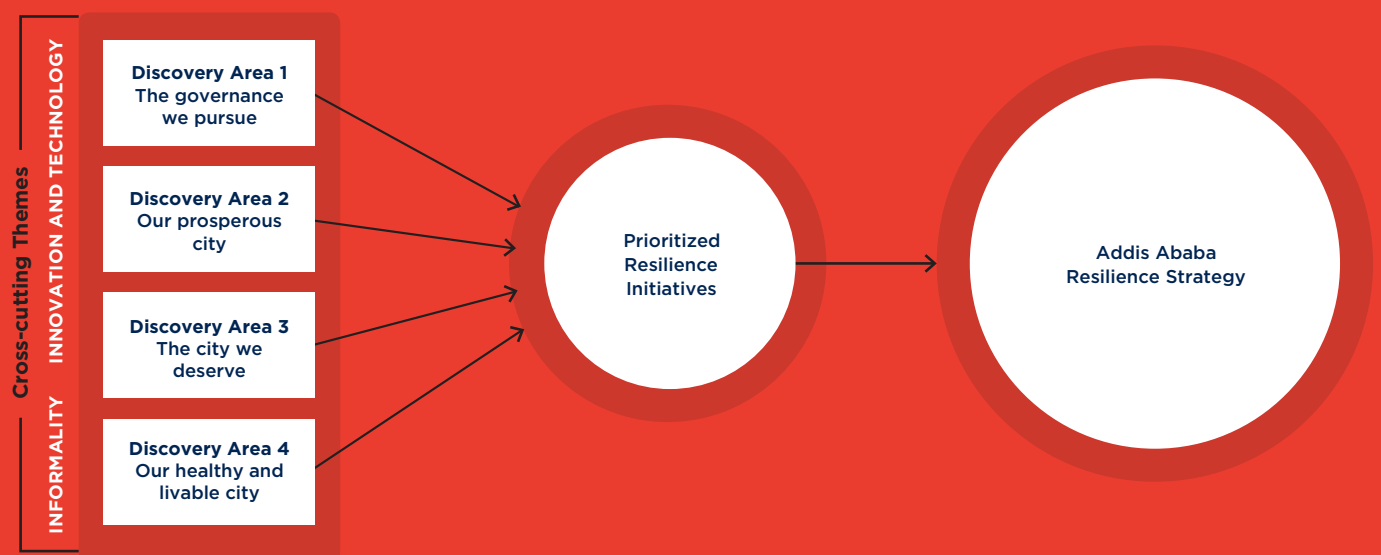 Cross-cutting Themes
INFORMALITY
INNOVATION AND TECHNOLOGY
Discovery Area 1
The governance
we pursue
Discovery Area 2
Our prosperous
city
Discovery Area 3
The city we
deserve
Discovery Area 4
Our healthy and
livable city
Prioritized
Resilience
Initiatives
Addis Ababa
Resilience Strategy